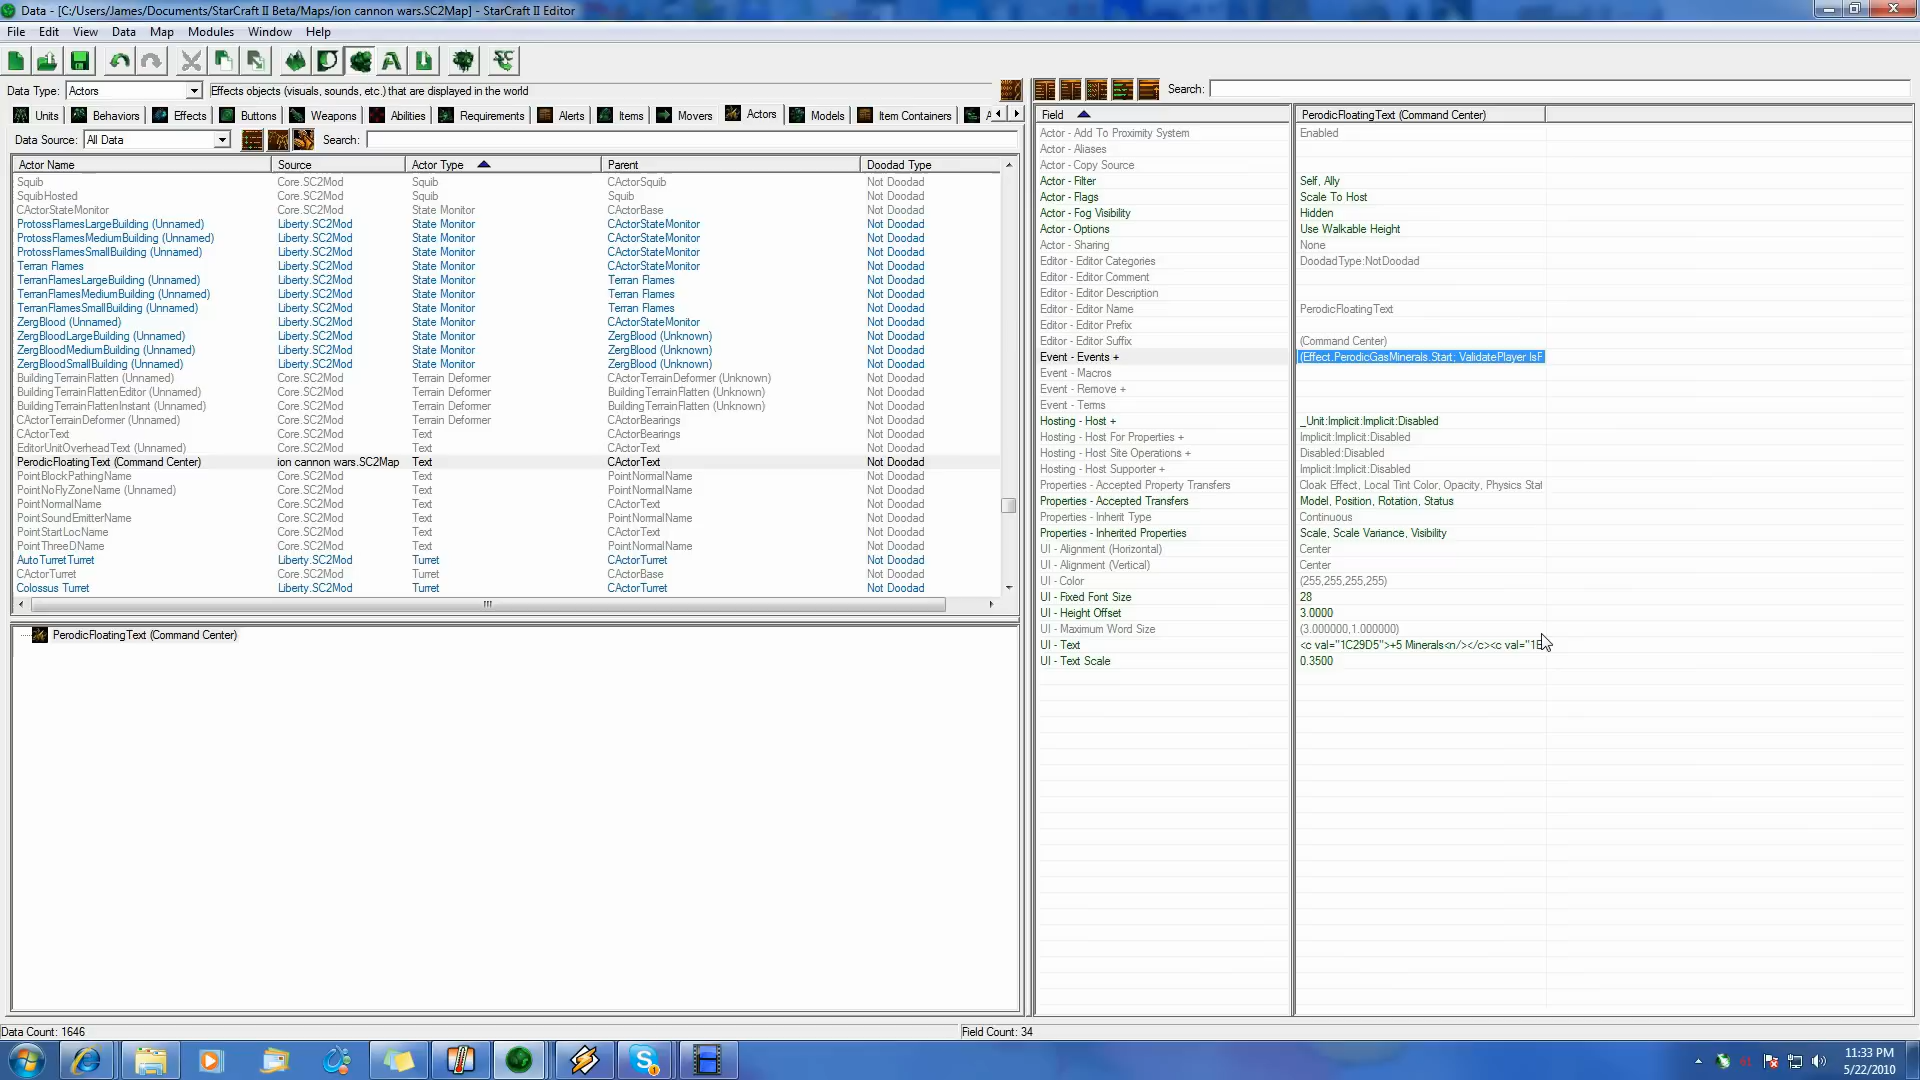 Data - [C:/Users/James/Documents/StarCraft II Beta/Maps/ion cannon wars.SC2Map] - StarCraft II Editor
File Edit View Data Map Modules Window Help
Data Type: Actors Effects objects (visuals, sounds, etc.) that are displayed in the world
Search:
Units Behaviors Effects Buttons Weapons Abilities Requirements Alerts Items Movers Actors Models Item Containers A
Data Source: All Data Search:
Actor Name Source Actor Type Parent Doodad Type
Squib Core.SC2Mod Squib CActorSquib Not Doodad
SquibHosted Core.SC2Mod Squib Squib Not Doodad
CActorStateMonitor Core.SC2Mod State Monitor CActorBase Not Doodad
ProtossFlamesLargeBuilding (Unnamed) Liberty.SC2Mod State Monitor CActorStateMonitor Not Doodad
ProtossFlamesMediumBuilding (Unnamed) Liberty.SC2Mod State Monitor CActorStateMonitor Not Doodad
ProtossFlamesSmallBuilding (Unnamed) Liberty.SC2Mod State Monitor CActorStateMonitor Not Doodad
Terran Flames Liberty.SC2Mod State Monitor CActorStateMonitor Not Doodad
TerranFlamesLargeBuilding (Unnamed) Liberty.SC2Mod State Monitor Terran Flames Not Doodad
TerranFlamesMediumBuilding (Unnamed) Liberty.SC2Mod State Monitor Terran Flames Not Doodad
TerranFlamesSmallBuilding (Unnamed) Liberty.SC2Mod State Monitor Terran Flames Not Doodad
ZergBlood (Unnamed) Liberty.SC2Mod State Monitor CActorStateMonitor Not Doodad
ZergBloodLargeBuilding (Unnamed) Liberty.SC2Mod State Monitor ZergBlood (Unknown) Not Doodad
ZergBloodMediumBuilding (Unnamed) Liberty.SC2Mod State Monitor ZergBlood (Unknown) Not Doodad
ZergBloodSmallBuilding (Unnamed) Liberty.SC2Mod State Monitor ZergBlood (Unknown) Not Doodad
BuildingTerrainFlatten (Unnamed) Core.SC2Mod Terrain Deformer CActorTerrainDeformer (Unknown) Not Doodad
BuildingTerrainFlattenEditor (Unnamed) Core.SC2Mod Terrain Deformer BuildingTerrainFlatten (Unknown) Not Doodad
BuildingTerrainFlattenInstant (Unnamed) Core.SC2Mod Terrain Deformer BuildingTerrainFlatten (Unknown) Not Doodad
CActorTerrainDeformer (Unnamed) Core.SC2Mod Terrain Deformer CActorBearings Not Doodad
CActorText Core.SC2Mod Text CActorBearings Not Doodad
EditorUnitOverheadText (Unnamed) Core.SC2Mod Text CActorText Not Doodad
PerodicFloatingText (Command Center) ion cannon wars.SC2Map Text CActorText Not Doodad
PointBlockPathingName Core.SC2Mod Text PointNormalName Not Doodad
PointNoFlyZoneName (Unnamed) Core.SC2Mod Text PointNormalName Not Doodad
PointNormalName Core.SC2Mod Text CActorText Not Doodad
PointSoundEmitterName Core.SC2Mod Text PointNormalName Not Doodad
PointStartLocName Core.SC2Mod Text CActorText Not Doodad
PointThreeDName Core.SC2Mod Text PointNormalName Not Doodad
AutoTurretTurret Liberty.SC2Mod Turret CActorTurret Not Doodad
CActorTurret Core.SC2Mod Turret CActorBase Not Doodad
Colossus Turret Liberty.SC2Mod Turret CActorTurret Not Doodad
PerodicFloatingText (Command Center)
Field PerodicFloatingText (Command Center)
Actor - Add To Proximity System Enabled
Actor - Aliases
Actor - Copy Source
Actor - Filter Self, Ally
Actor - Flags Scale To Host
Actor - Fog Visibility Hidden
Actor - Options Use Walkable Height
Actor - Sharing None
Editor - Editor Categories DoodadType:NotDoodad
Editor - Editor Comment
Editor - Editor Description
Editor - Editor Name PerodicFloatingText
Editor - Editor Prefix
Editor - Editor Suffix (Command Center)
Event - Events + (Effect.PerodicGasMinerals.Start; ValidatePlayer IsF
Event - Macros
Event - Remove +
Event - Terms
Hosting - Host + _Unit:Implicit:Implicit:Disabled
Hosting - Host For Properties + Implicit:Implicit:Disabled
Hosting - Host Site Operations + Disabled:Disabled
Hosting - Host Supporter + Implicit:Implicit:Disabled
Properties - Accepted Property Transfers Cloak Effect, Local Tint Color, Opacity, Physics Stat
Properties - Accepted Transfers Model, Position, Rotation, Status
Properties - Inherit Type Continuous
Properties - Inherited Properties Scale, Scale Variance, Visibility
UI - Alignment (Horizontal) Center
UI - Alignment (Vertical) Center
UI - Color (255,255,255,255)
UI - Fixed Font Size 28
UI - Height Offset 3.0000
UI - Maximum Word Size (3.000000,1.000000)
UI - Text <c val="1C29D5">+5 Minerals<n/></c><c val="1E
UI - Text Scale 0.3500
Data Count: 1646 Field Count: 34
11:33 PM
5/22/2010